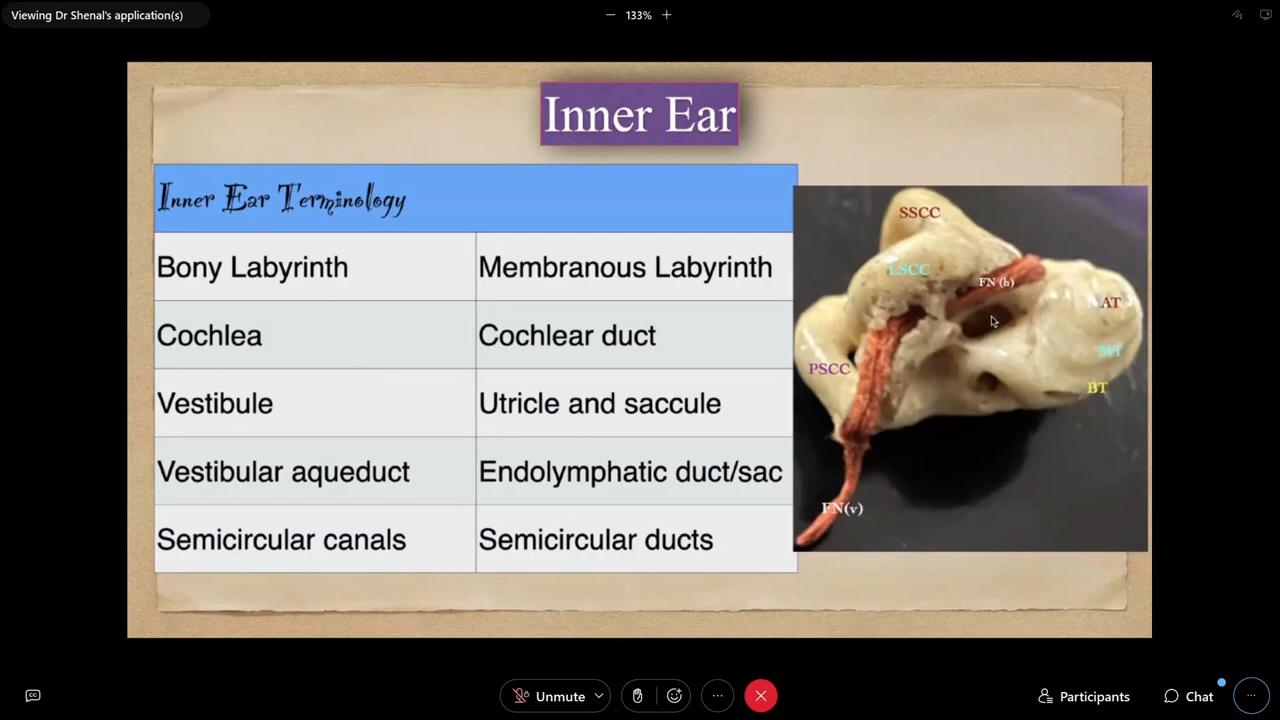 Viewing Dr Shenal's application(s)
133%
Inner Ear
Inner Ear Terminology
Bony Labyrinth Membranous Labyrinth
Cochlea Cochlear duct
Vestibule Utricle and saccule
Vestibular aqueduct Endolymphatic duct/sac
Semicircular canals Semicircular ducts
SSCC
LSCC
FN (h)
AT
MT
PSCC
BT
FN(v)
CC
Unmute
Participants
Chat